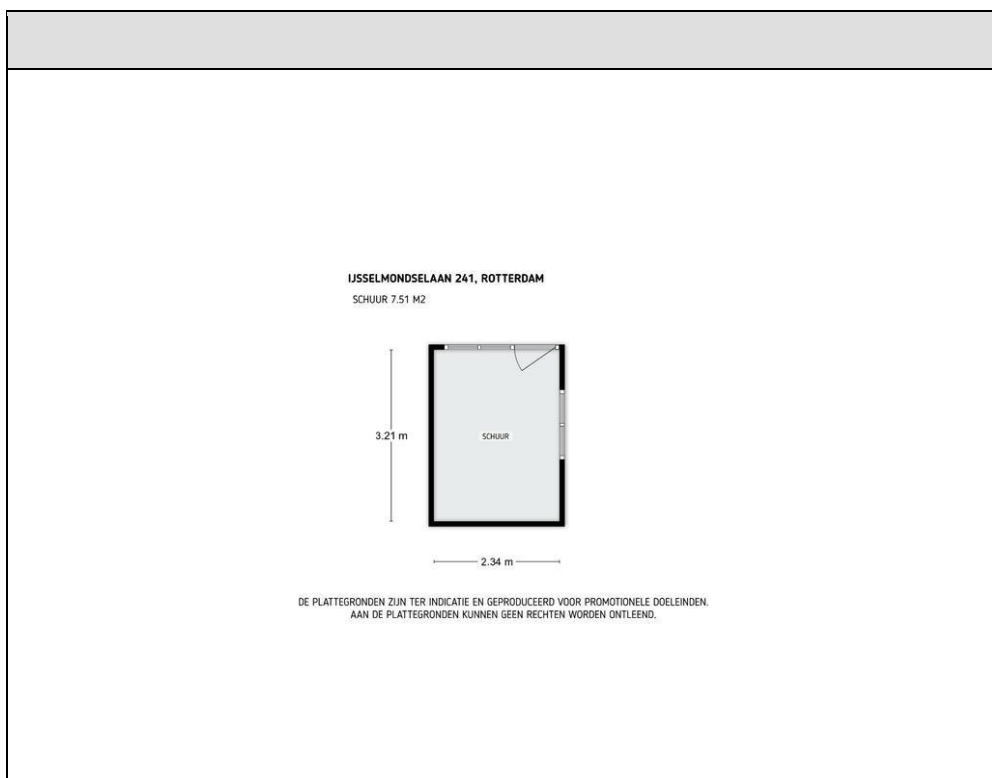 IJSSELMONDSELAAN 241, ROTTERDAM
SCHUUR 7.51 M2
3.21 m
SCHUUR
2.34 m
DE PLATTEGRONDEN ZIJN TER INDICATIE EN GEPRODUCEERD VOOR PROMOTIONELE DOELEINDEN.
AAN DE PLATTEGRONDEN KUNNEN GEEN RECHTEN WORDEN ONTLEEND.